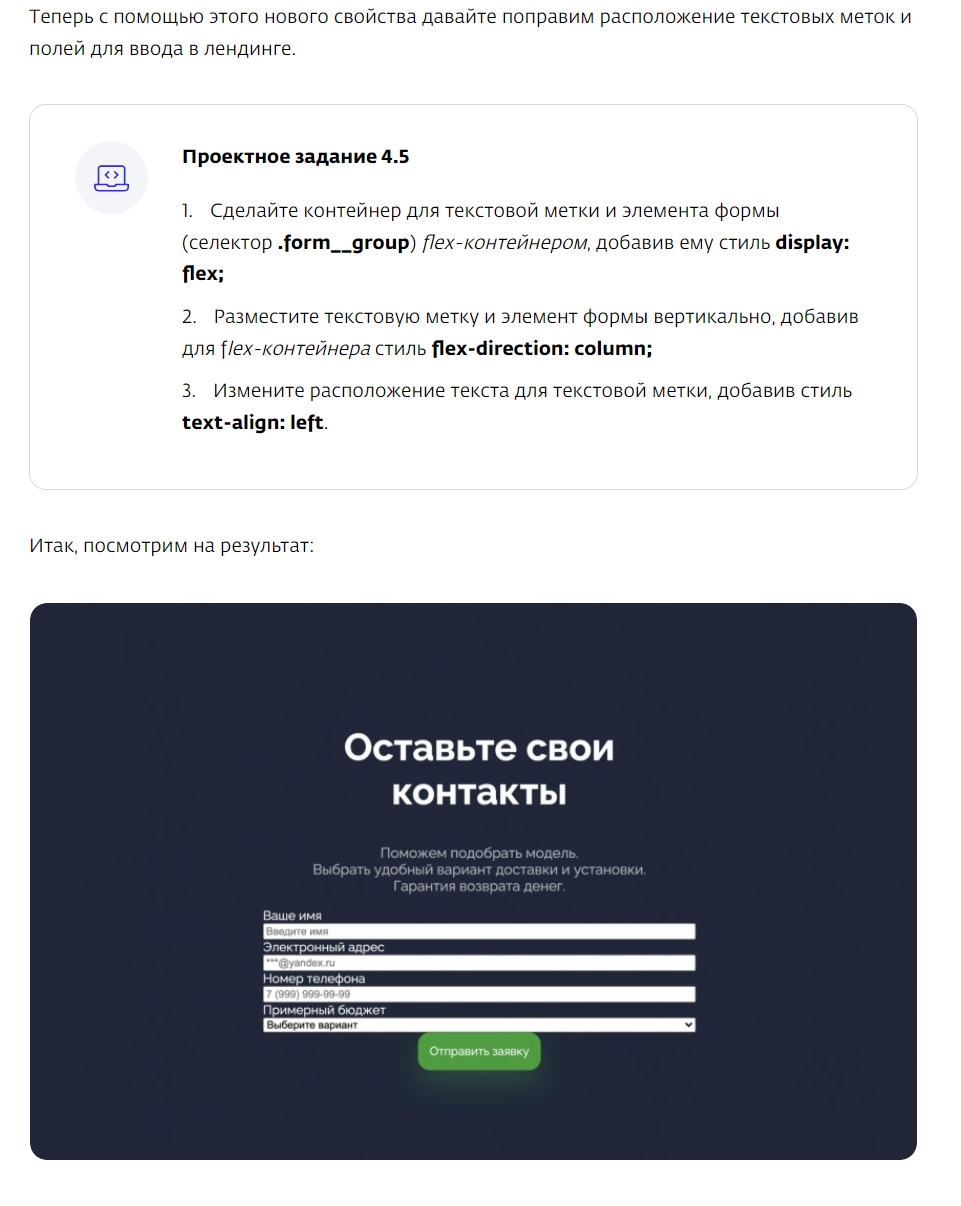 Теперь с помощью этого нового свойства давайте поправим расположение текстовых меток и
полей для ввода в лендинге.
Проектное задание 4.5
1. Сделайте контейнер для текстовой метки и элемента формы
(селектор .form__group) flex-контейнером, добавив ему стиль display:
flex;
2. Разместите текстовую метку и элемент формы вертикально, добавив
для flex-контейнера стиль flex-direction: column;
3. Измените расположение текста для текстовой метки, добавив стиль
text-align: left.
Итак, посмотрим на результат:
Оставьте свои
контакты
Поможем подобрать модель.
Выбрать удобный вариант доставки и установки.
Гарантия возврата денег.
Ваше имя
Введите имя
Электронный адрес
***@yandex.ru
Номер телефона
7 (999) 999-99-99
Примерный бюджет
Выберите вариант
Отправить заявку